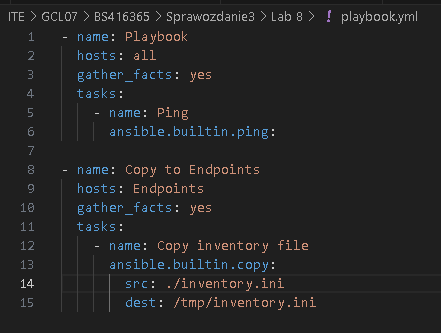 ITE > GCL07 > BS416365 > Sprawozdanie3 > Lab 8 > ! playbook.yml
1 - name: Playbook
2 hosts: all
3 gather_facts: yes
4 tasks:
5 - name: Ping
6 ansible.builtin.ping:
7
8 - name: Copy to Endpoints
9 hosts: Endpoints
10 gather_facts: yes
11 tasks:
12 - name: Copy inventory file
13 ansible.builtin.copy:
14 src: ./inventory.ini
15 dest: /tmp/inventory.ini